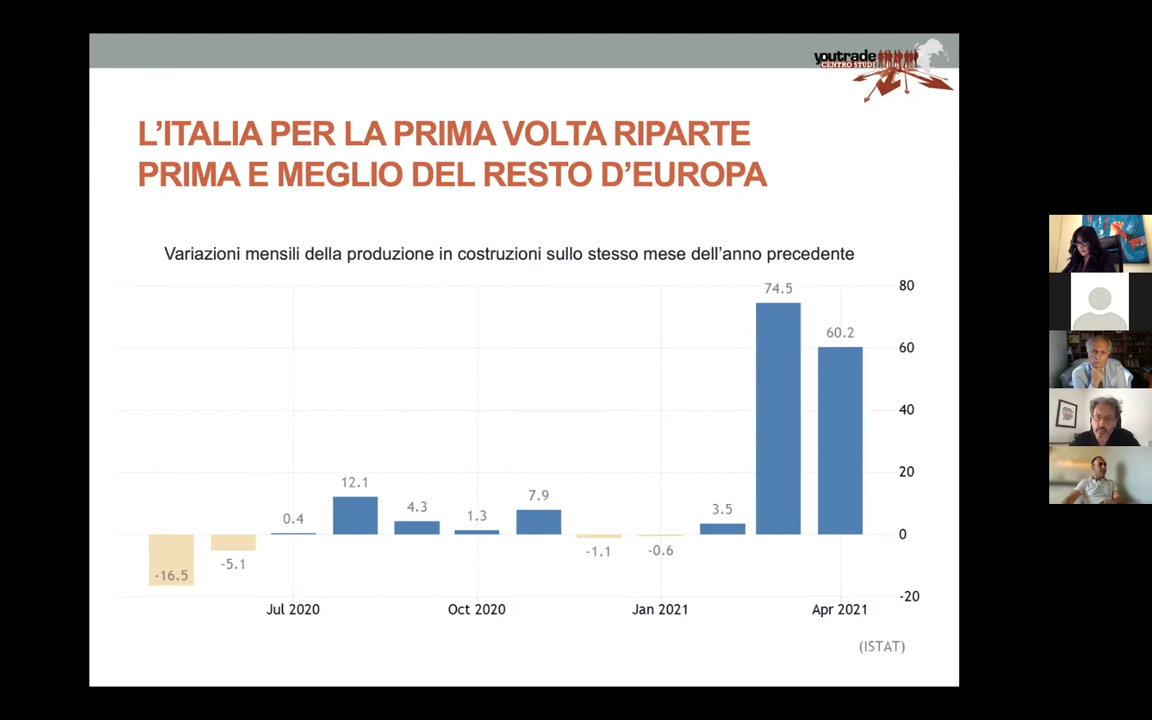 youtrade
CENTRO STUDI
L'ITALIA PER LA PRIMA VOLTA RIPARTE
PRIMA E MEGLIO DEL RESTO D'EUROPA
Variazioni mensili della produzione in costruzioni sullo stesso mese dell'anno precedente
80
74.5
60.2
60
40
20
12.1
7.9
4.3
3.5
1.3
0.4
0
-1.1
-0.6
-5.1
-16.5
-20
Jul 2020 Oct 2020 Jan 2021 Apr 2021
(ISTAT)